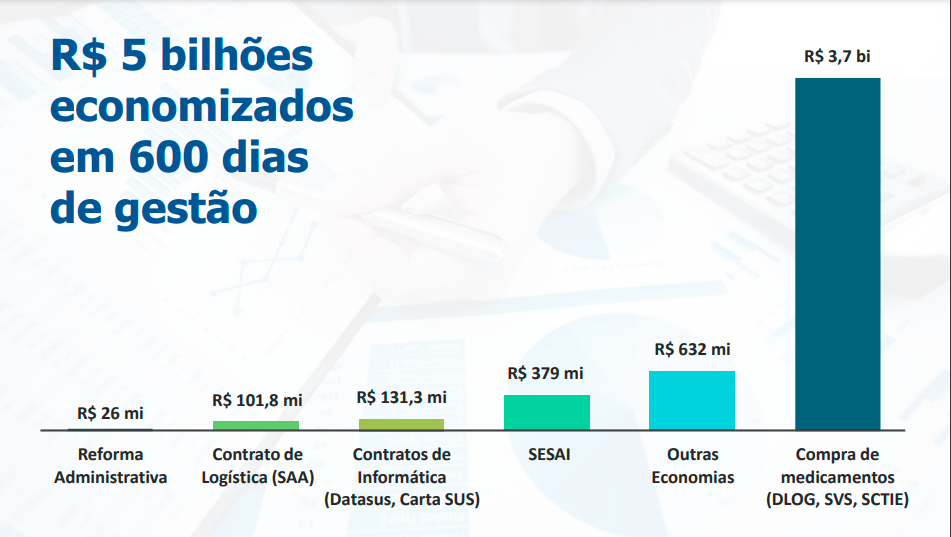 R$ 5 bilhões
economizados
em 600 dias
de gestão
R$ 26 mi
R$ 101,8 mi
R$ 131,3 mi
R$ 379 mi
R$ 632 mi
R$ 3,7 bi
Reforma
Administrativa
Contrato de
Logística (SAA)
Contratos de
Informática
(Datasus, Carta SUS)
SESAI
Outras
Economias
Compra de
medicamentos
(DLOG, SVS, SCTIE)